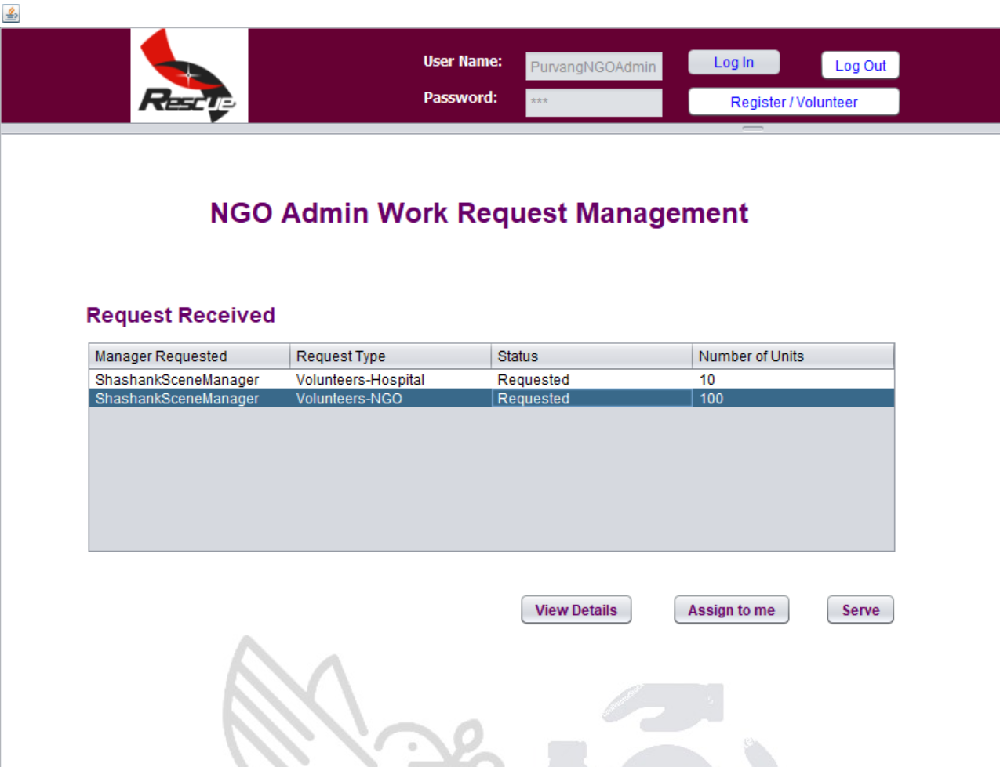 Rescue
User Name: PurvangNGOAdmin Log In Log Out
Password: *** Register / Volunteer
NGO Admin Work Request Management
Request Received
Manager Requested Request Type Status Number of Units
ShashankSceneManager Volunteers-Hospital Requested 10
ShashankSceneManager Volunteers-NGO Requested 100
View Details Assign to me Serve